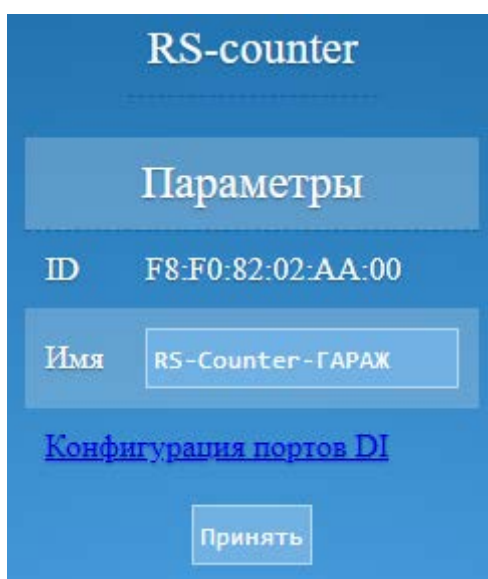 RS-counter
Параметры
ID F8:F0:82:02:AA:00
Имя RS-Counter-ГАРАЖ
Конфигурация портов DI
Принять